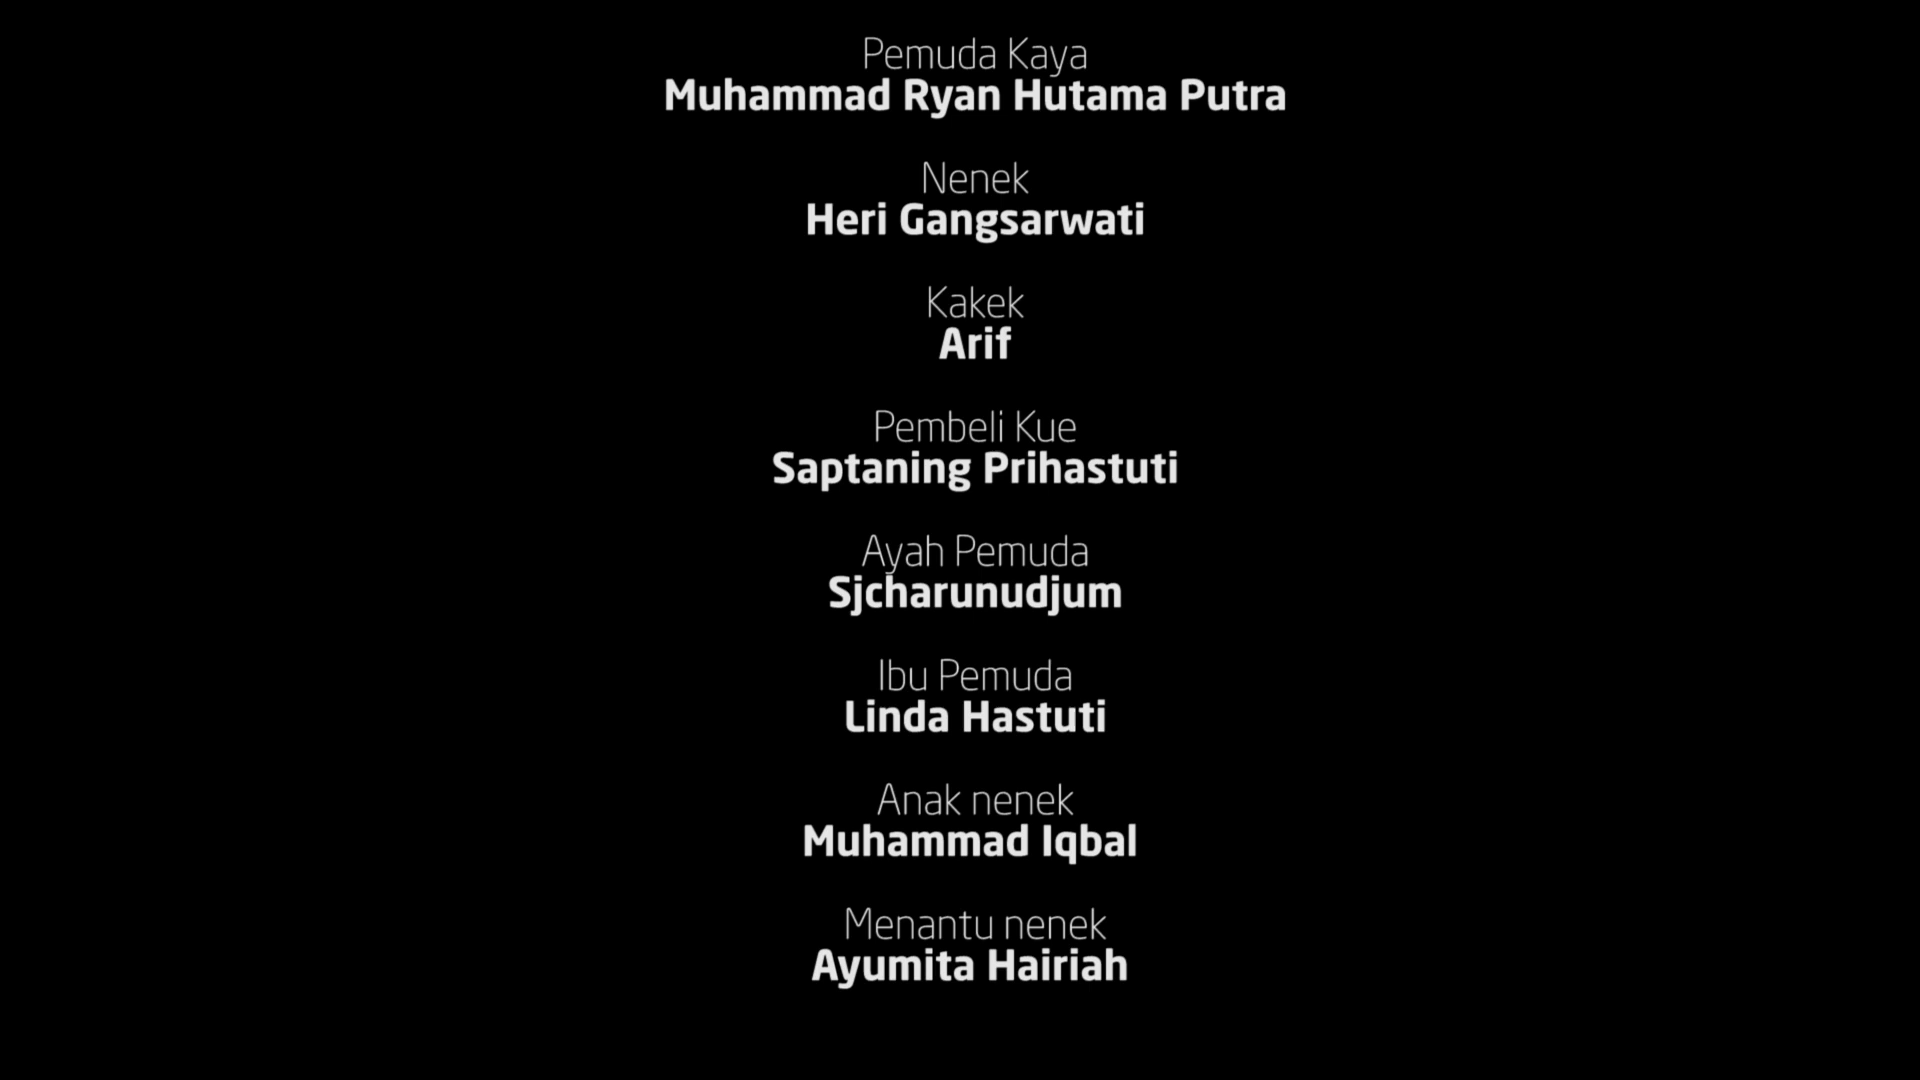 Pemuda Kaya
Muhammad Ryan Hutama Putra
Nenek
Heri Gangsarwati
Kakek
Arif
Pembeli Kue
Saptaning Prihastuti
Ayah Pemuda
Sjcharunudjum
Ibu Pemuda
Linda Hastuti
Anak nenek
Muhammad Iqbal
Menantu nenek
Ayumita Hairiah